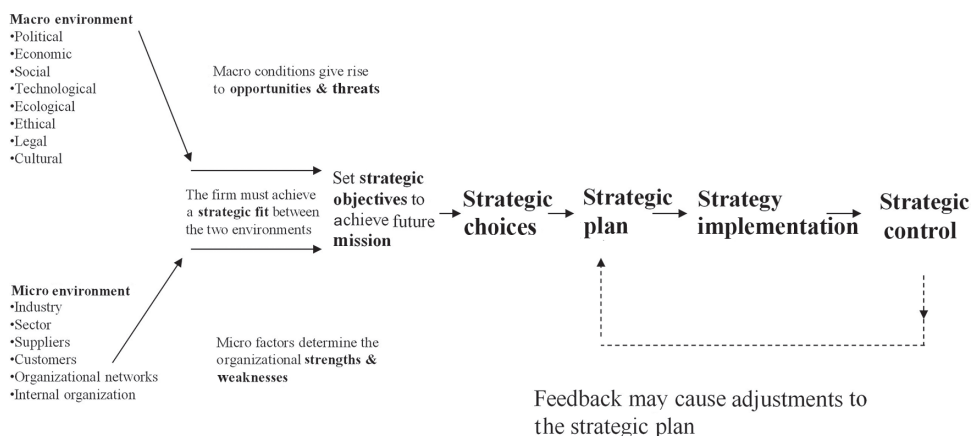 Macro environment
•Political
•Economic
•Social
•Technological
•Ecological
•Ethical
•Legal
•Cultural
Macro conditions give rise
to opportunities & threats
The firm must achieve
a strategic fit between
the two environments
Set strategic
objectives to
achieve future
mission
Strategic
choices
Strategic
plan
Strategy
implementation
Strategic
control
Micro environment
•Industry
•Sector
•Suppliers
•Customers
•Organizational networks
•Internal organization
Micro factors determine the
organizational strengths &
weaknesses
Feedback may cause adjustments to
the strategic plan